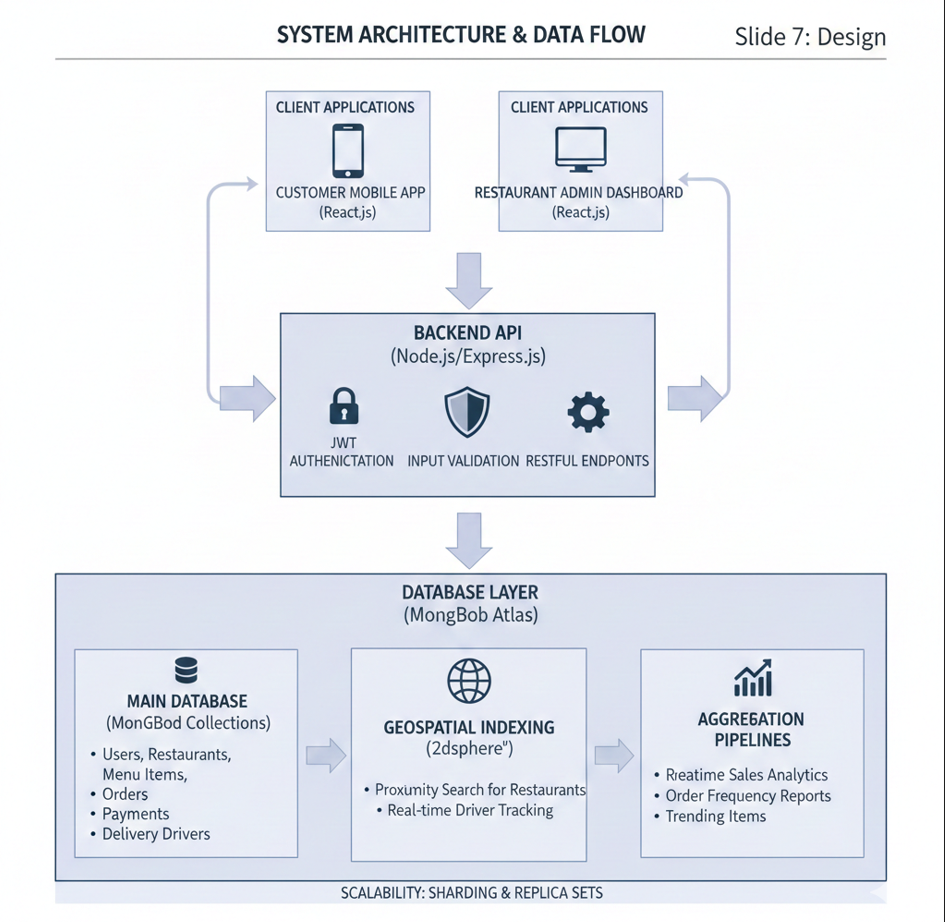 SYSTEM ARCHITECTURE & DATA FLOW
Slide 7: Design
CLIENT APPLICATIONS
CUSTOMER MOBILE APP
(React.js)
CLIENT APPLICATIONS
RESTAURANT ADMIN DASHBOARD
(React.js)
BACKEND API
(Node.js/Express.js)
JWT
AUTHENICTATION
INPUT VALIDATION
RESTFUL ENDPONTS
DATABASE LAYER
(MongBob Atlas)
MAIN DATABASE
(MonGBod Collections)
• Users, Restaurants,
Menu Items,
• Orders
• Payments
• Delivery Drivers
GEOSPATIAL INDEXING
(2dsphere")
• Proxumity Search for Restaurants
• Real-time Driver Tracking
AGGREGATION
PIPELINES
• Rreatime Sales Analytics
• Order Frequency Reports
• Trending Items
SCALABILITY: SHARDING & REPLICA SETS